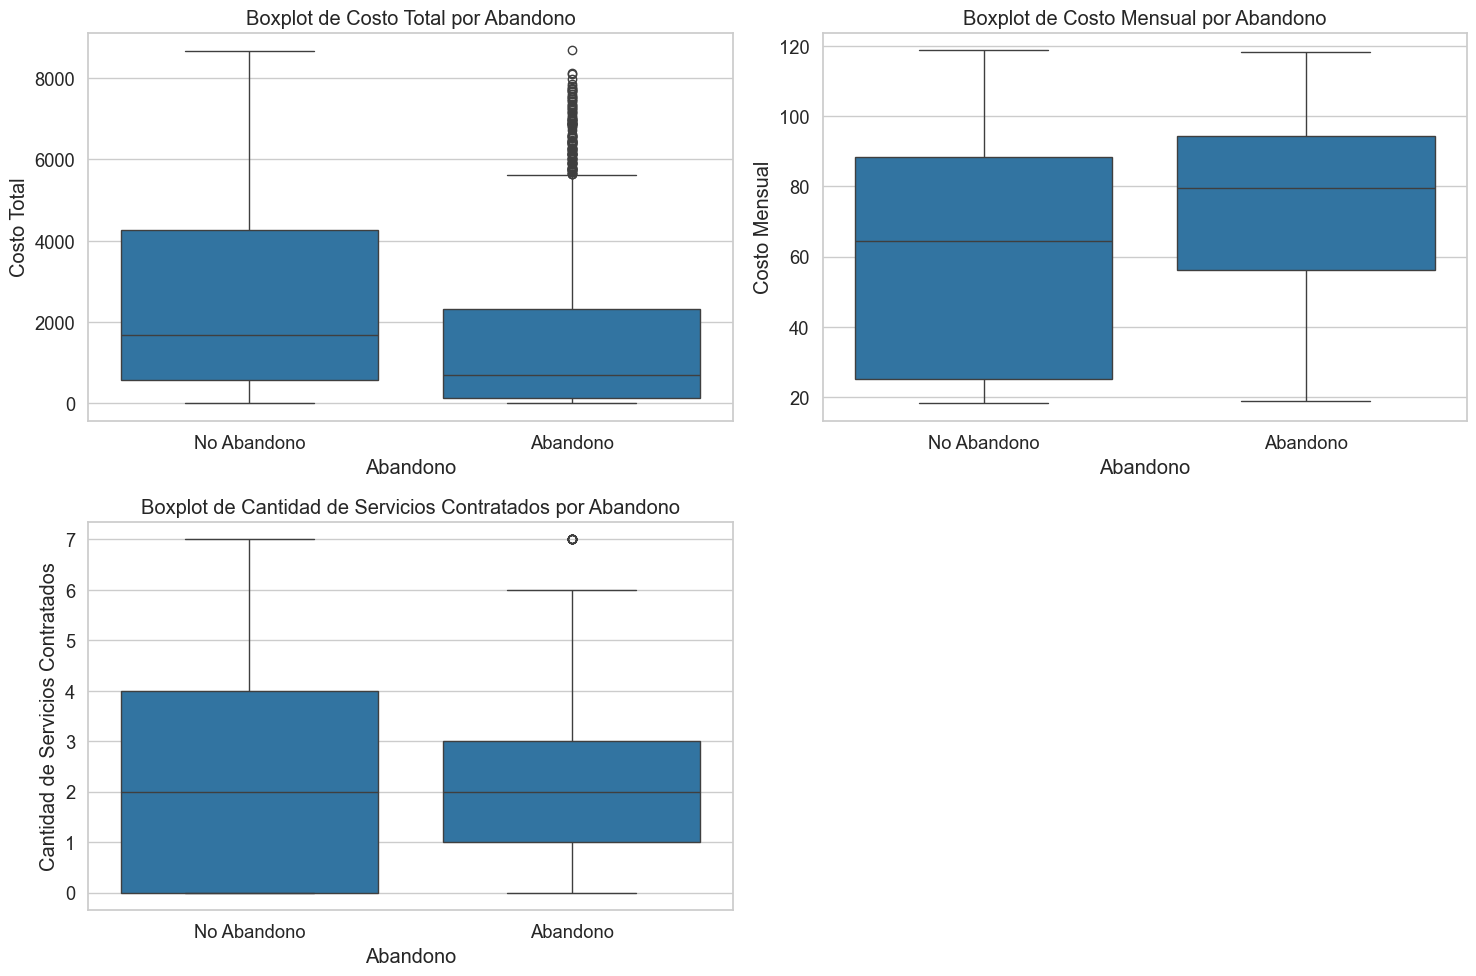 Boxplot de Costo Total por Abandono
Costo Total
8000
6000
4000
2000
0
No Abandono
Abandono
Abandono
Boxplot de Costo Mensual por Abandono
Costo Mensual
120
100
80
60
40
20
No Abandono
Abandono
Abandono
Boxplot de Cantidad de Servicios Contratados por Abandono
Cantidad de Servicios Contratados
7
6
5
4
3
2
1
0
No Abandono
Abandono
Abandono